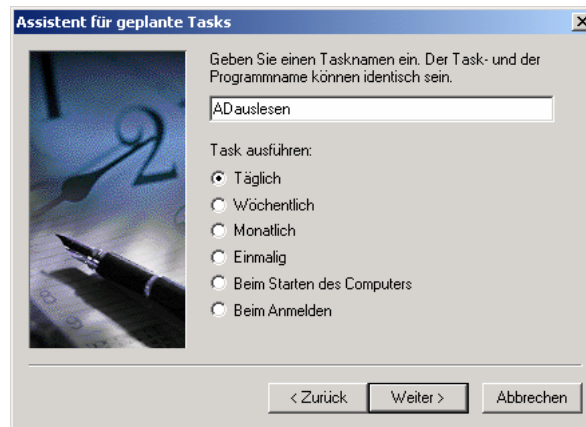 Assistent für geplante Tasks
Geben Sie einen Tasknamen ein. Der Task- und der
Programmname können identisch sein.
ADauslesen
Task ausführen:
Täglich
Wöchentlich
Monatlich
Einmalig
Beim Starten des Computers
Beim Anmelden
< Zurück Weiter > Abbrechen